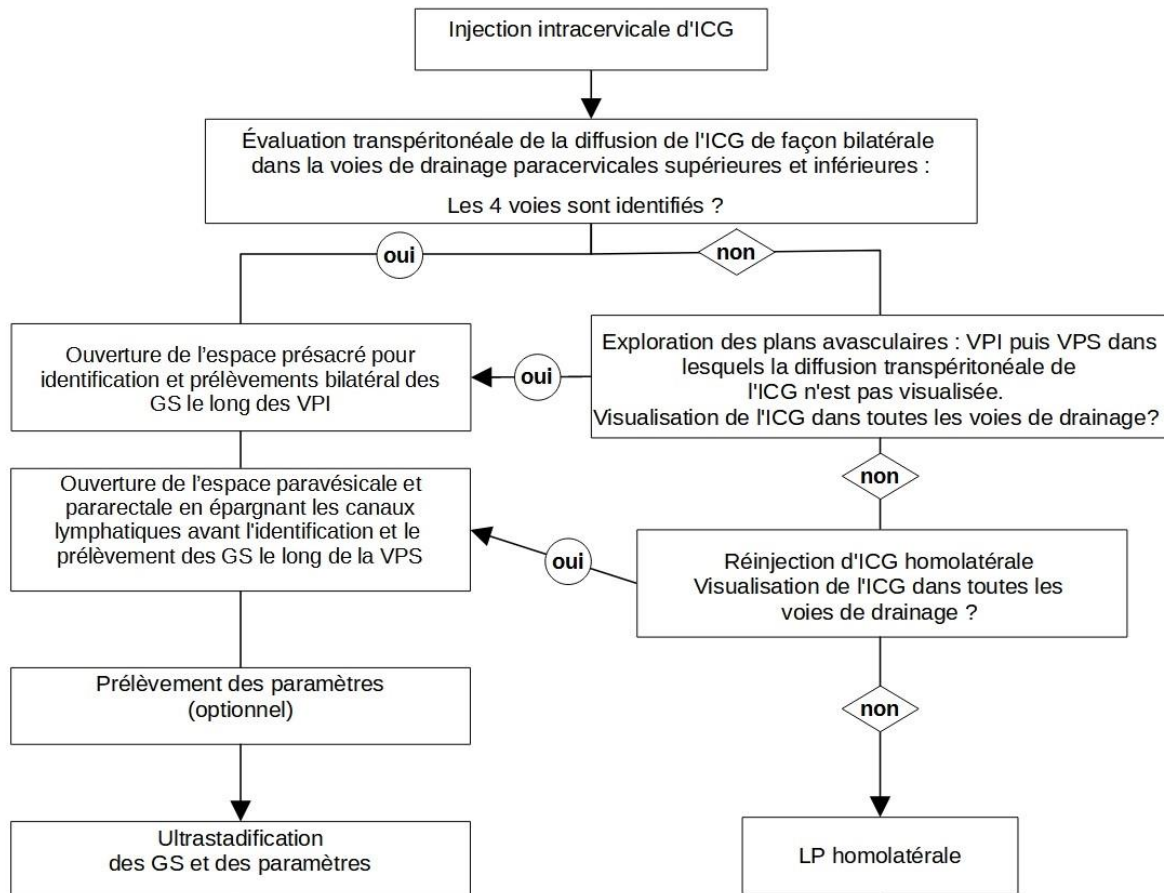 Injection intracervicale d'ICG
Évaluation transpéritonéale de la diffusion de l'ICG de façon bilatérale
dans la voies de drainage paracervicales supérieures et inférieures :
Les 4 voies sont identifiés ?
oui
non
Ouverture de l'espace présacré pour
identification et prélèvements bilatéral des
GS le long des VPI
oui
Exploration des plans avasculaires : VPI puis VPS dans
lesquels la diffusion transpéritonéale de
l'ICG n'est pas visualisée.
Visualisation de l'ICG dans toutes les voies de drainage?
non
Ouverture de l'espace paravésicale et
pararectale en épargnant les canaux
lymphatiques avant l'identification et le
prélèvement des GS le long de la VPS
oui
Réinjection d'ICG homolatérale
Visualisation de l'ICG dans toutes les
voies de drainage ?
non
Prélèvement des paramètres
(optionnel)
Ultrastadification
des GS et des paramètres
LP homolatérale